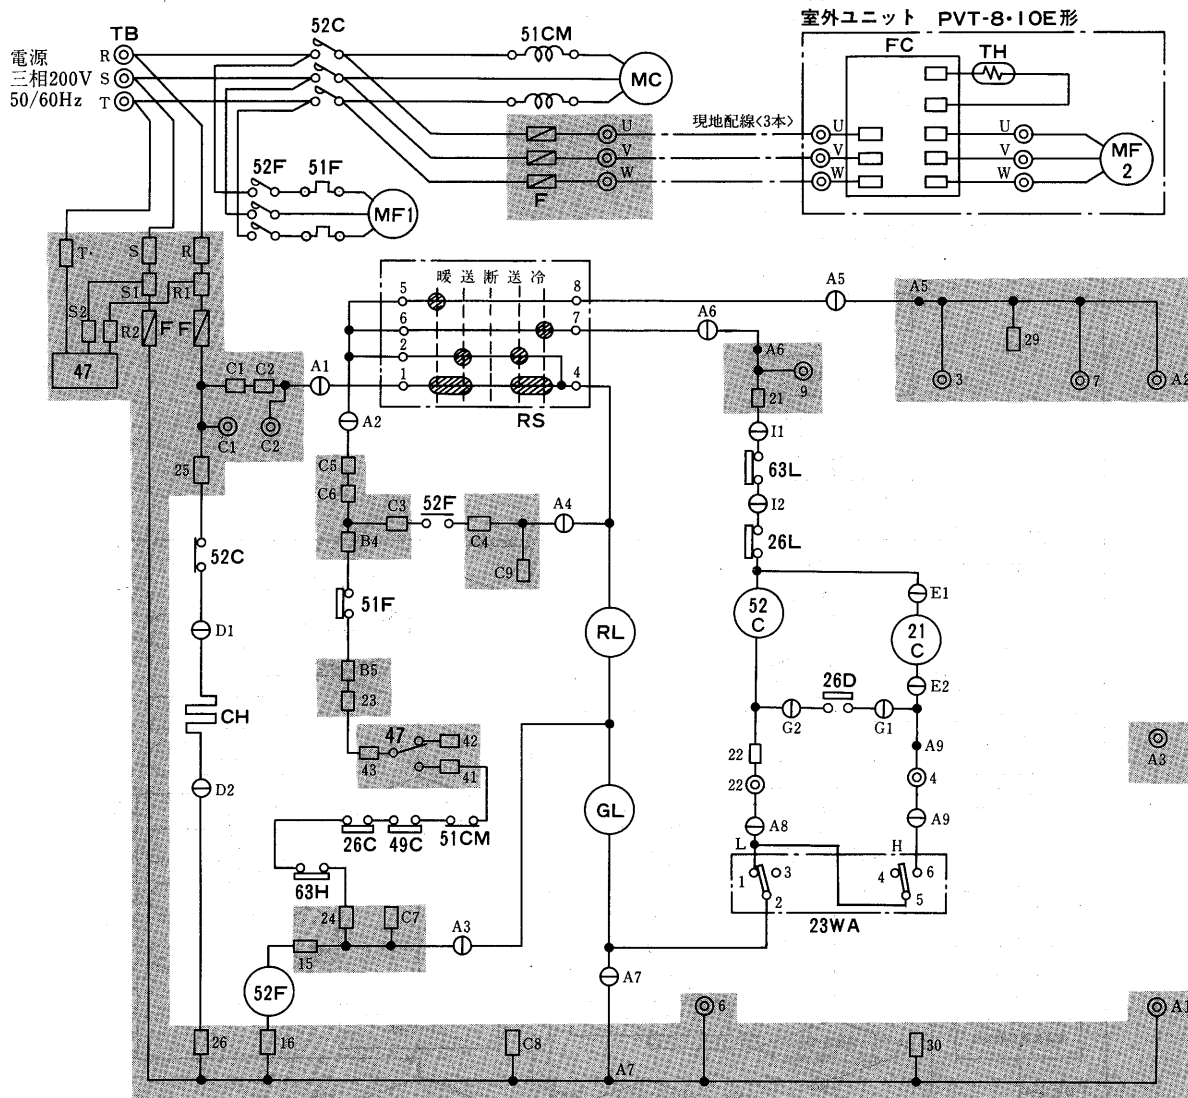 室外ユニット PVT-8・10E形
TB
52C
51CM
FC
TH
電源
三相200V
50/60Hz
R
S
T
MC
現地配線<3本>
U
V
W
F
U
V
W
U
V
W
MF
2
52F
51F
MF1
T
S
R
S1
R1
S2
R2
F
F
47
暖 送 断 送 冷
5
8
6
7
2
1
4
RS
A5
A5
A6
A6
29
3
7
A2
9
21
C1
C2
A1
C1
C2
A2
25
C5
C6
C3
52F
C4
A4
B4
C9
I1
63L
I2
26L
52C
D1
51F
RL
52
C
E1
21
C
E2
B5
23
26D
G2
G1
CH
D2
47
42
43
41
22
22
A9
4
A3
26C
49C
51CM
GL
A8
A9
L
H
1
3
2
4
6
5
23WA
63H
24
C7
A3
15
A7
52F
26
16
C8
A7
6
30
A1